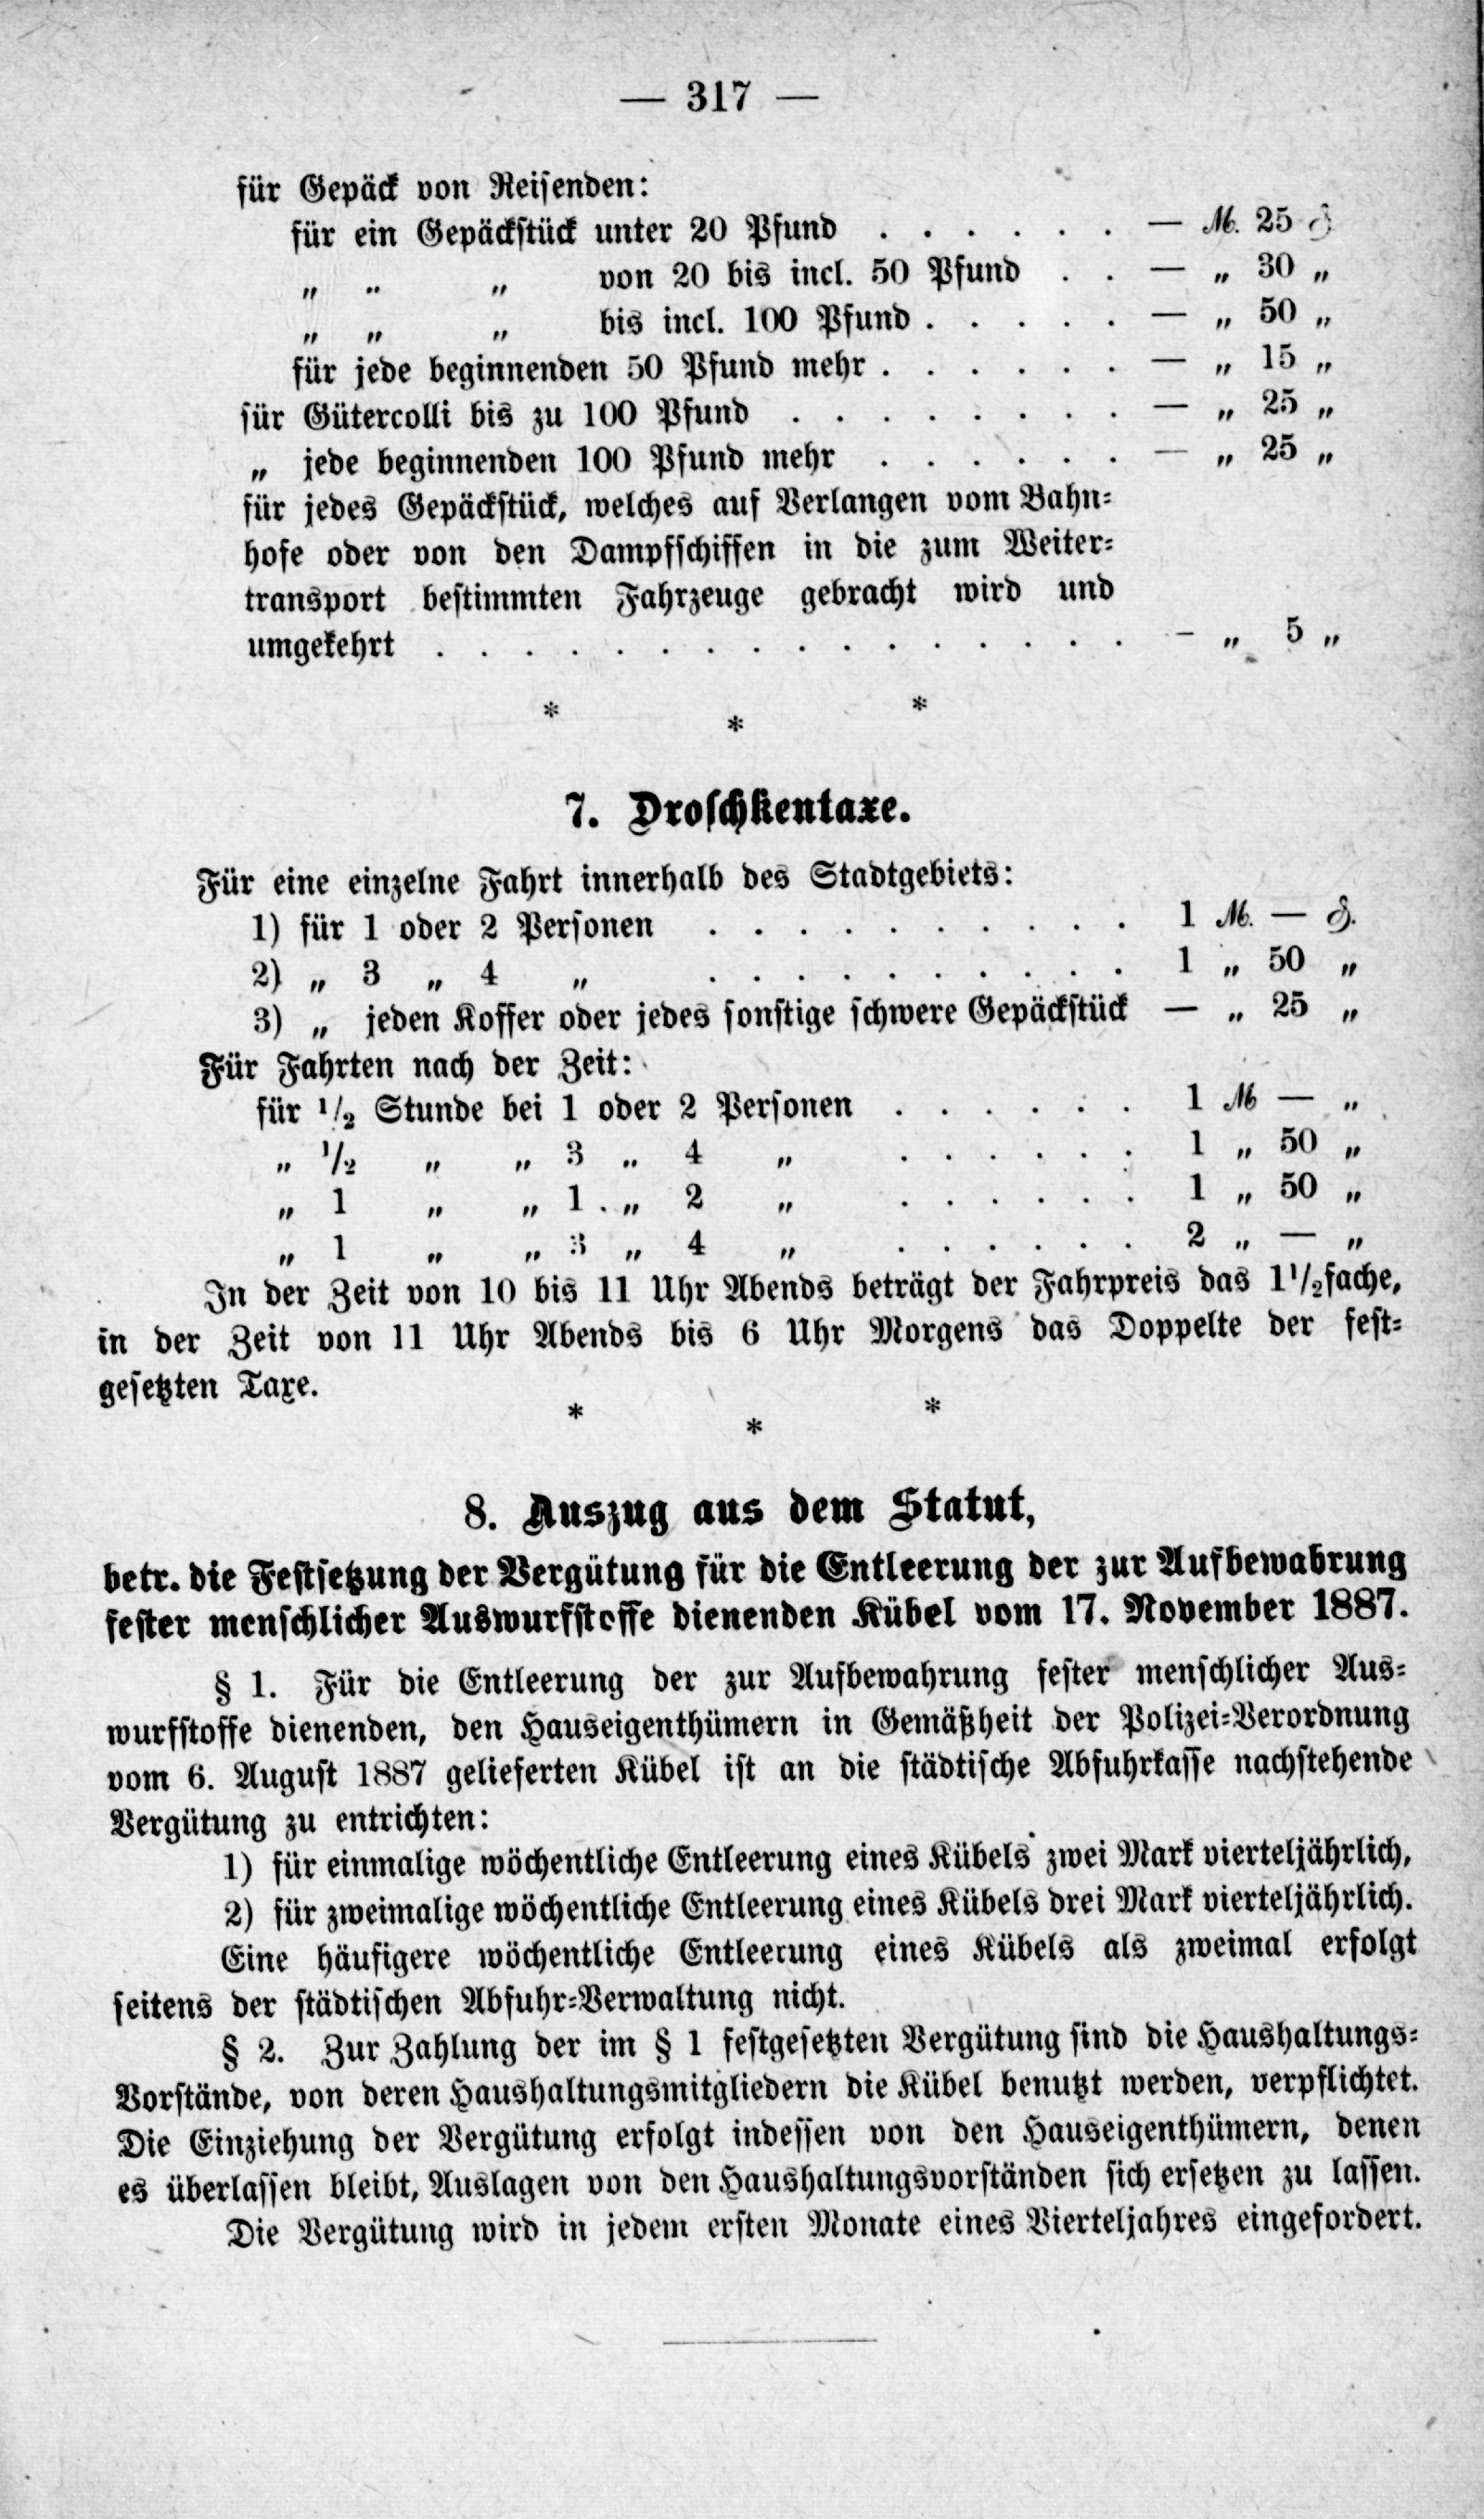 — 317 —
für Gepäck von Reisenden:
für ein Gepäckstück unter 20 Pfund . . . . . . — M. 25 ₰
„ „ „ von 20 bis incl. 50 Pfund . . — „ 30 „
„ „ „ bis incl. 100 Pfund . . . . . — „ 50 „
für jede beginnenden 50 Pfund mehr . . . . . . — „ 15 „
für Gütercolli bis zu 100 Pfund . . . . . . . . — „ 25 „
„ jede beginnenden 100 Pfund mehr . . . . . . — „ 25 „
für jedes Gepäckstück, welches auf Verlangen vom Bahn-
hofe oder von den Dampfschiffen in die zum Weiter-
transport bestimmten Fahrzeuge gebracht wird und
umgekehrt . . . . . . . . . . . . . . . . — „ 5 „
* * *
7. Droschkentaxe.
Für eine einzelne Fahrt innerhalb des Stadtgebiets:
1) für 1 oder 2 Personen . . . . . . . . . . 1 M. — ₰.
2) „ 3 „ 4 „ . . . . . . . . . . 1 „ 50 „
3) „ jeden Koffer oder jedes sonstige schwere Gepäckstück — „ 25 „
Für Fahrten nach der Zeit:
für 1/2 Stunde bei 1 oder 2 Personen . . . . . . 1 M — „
„ 1/2 „ „ 3 „ 4 „ . . . . . . 1 „ 50 „
„ 1 „ „ 1 „ 2 „ . . . . . . 1 „ 50 „
„ 1 „ „ 3 „ 4 „ . . . . . . 2 „ — „
In der Zeit von 10 bis 11 Uhr Abends beträgt der Fahrpreis das 1 1/2fache,
in der Zeit von 11 Uhr Abends bis 6 Uhr Morgens das Doppelte der fest-
gesetzten Taxe.
* * *
8. Auszug aus dem Statut,
betr. die Festsetzung der Vergütung für die Entleerung der zur Aufbewahrung
fester menschlicher Auswurfstoffe dienenden Kübel vom 17. November 1887.
§ 1. Für die Entleerung der zur Aufbewahrung fester menschlicher Aus-
wurfstoffe dienenden, den Hauseigenthümern in Gemäßheit der Polizei-Verordnung
vom 6. August 1887 gelieferten Kübel ist an die städtische Abfuhrkasse nachstehende
Vergütung zu entrichten:
1) für einmalige wöchentliche Entleerung eines Kübels zwei Mark vierteljährlich,
2) für zweimalige wöchentliche Entleerung eines Kübels drei Mark vierteljährlich.
Eine häufigere wöchentliche Entleerung eines Kübels als zweimal erfolgt
seitens der städtischen Abfuhr-Verwaltung nicht.
§ 2. Zur Zahlung der im § 1 festgesetzten Vergütung sind die Haushaltungs-
Vorstände, von deren Haushaltungsmitgliedern die Kübel benutzt werden, verpflichtet.
Die Einziehung der Vergütung erfolgt indessen von den Hauseigenthümern, denen
es überlassen bleibt, Auslagen von den Haushaltungsvorständen sich ersetzen zu lassen.
Die Vergütung wird in jedem ersten Monate eines Vierteljahres eingefordert.